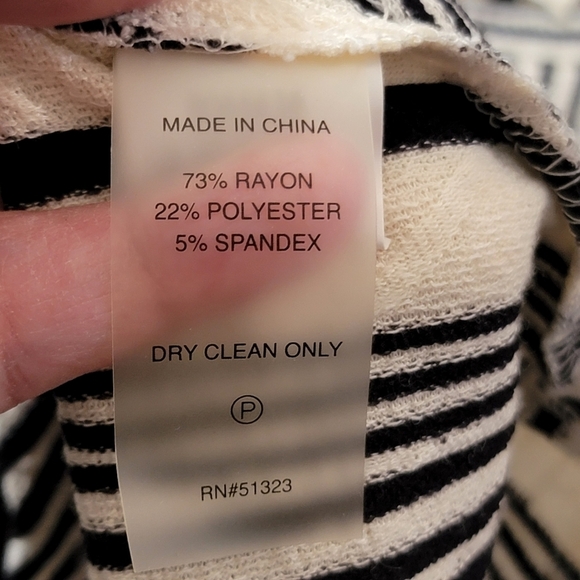 MADE IN CHINA
73% RAYON
22% POLYESTER
5% SPANDEX
DRY CLEAN ONLY
P
RN#51323